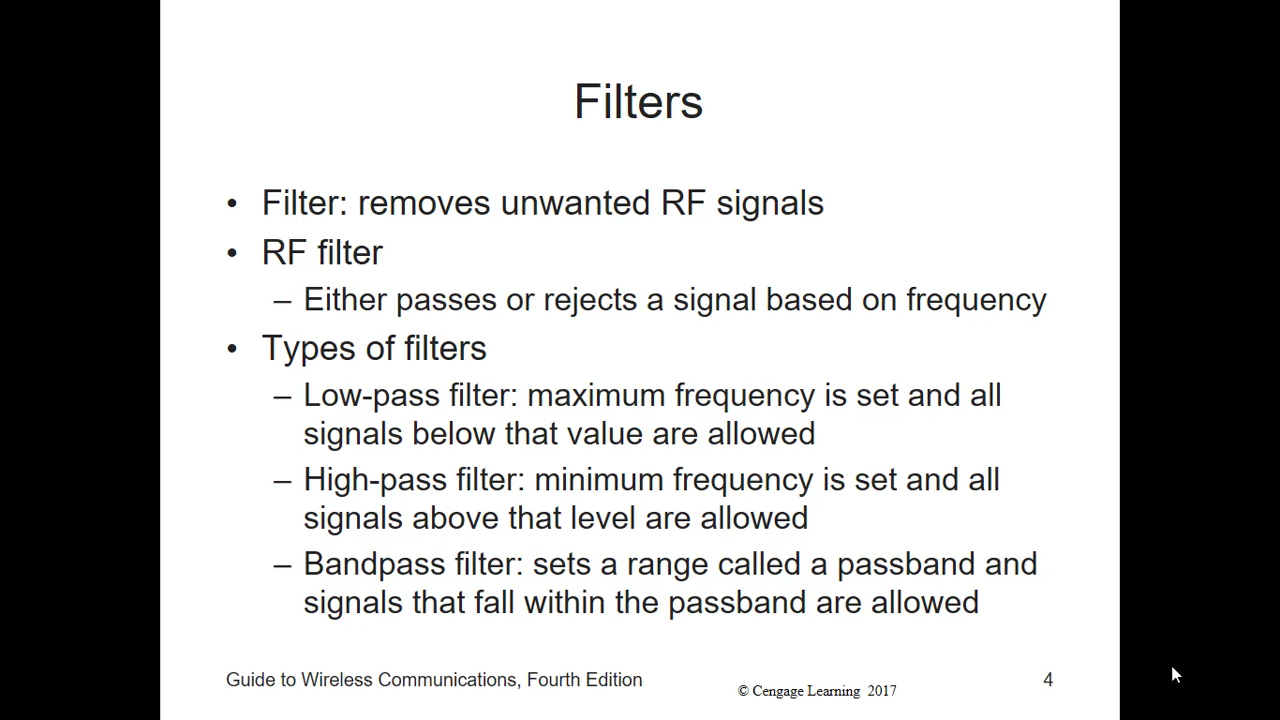 Filters
• Filter: removes unwanted RF signals
• RF filter
– Either passes or rejects a signal based on frequency
• Types of filters
– Low-pass filter: maximum frequency is set and all
signals below that value are allowed
– High-pass filter: minimum frequency is set and all
signals above that level are allowed
– Bandpass filter: sets a range called a passband and
signals that fall within the passband are allowed
Guide to Wireless Communications, Fourth Edition
© Cengage Learning 2017
4